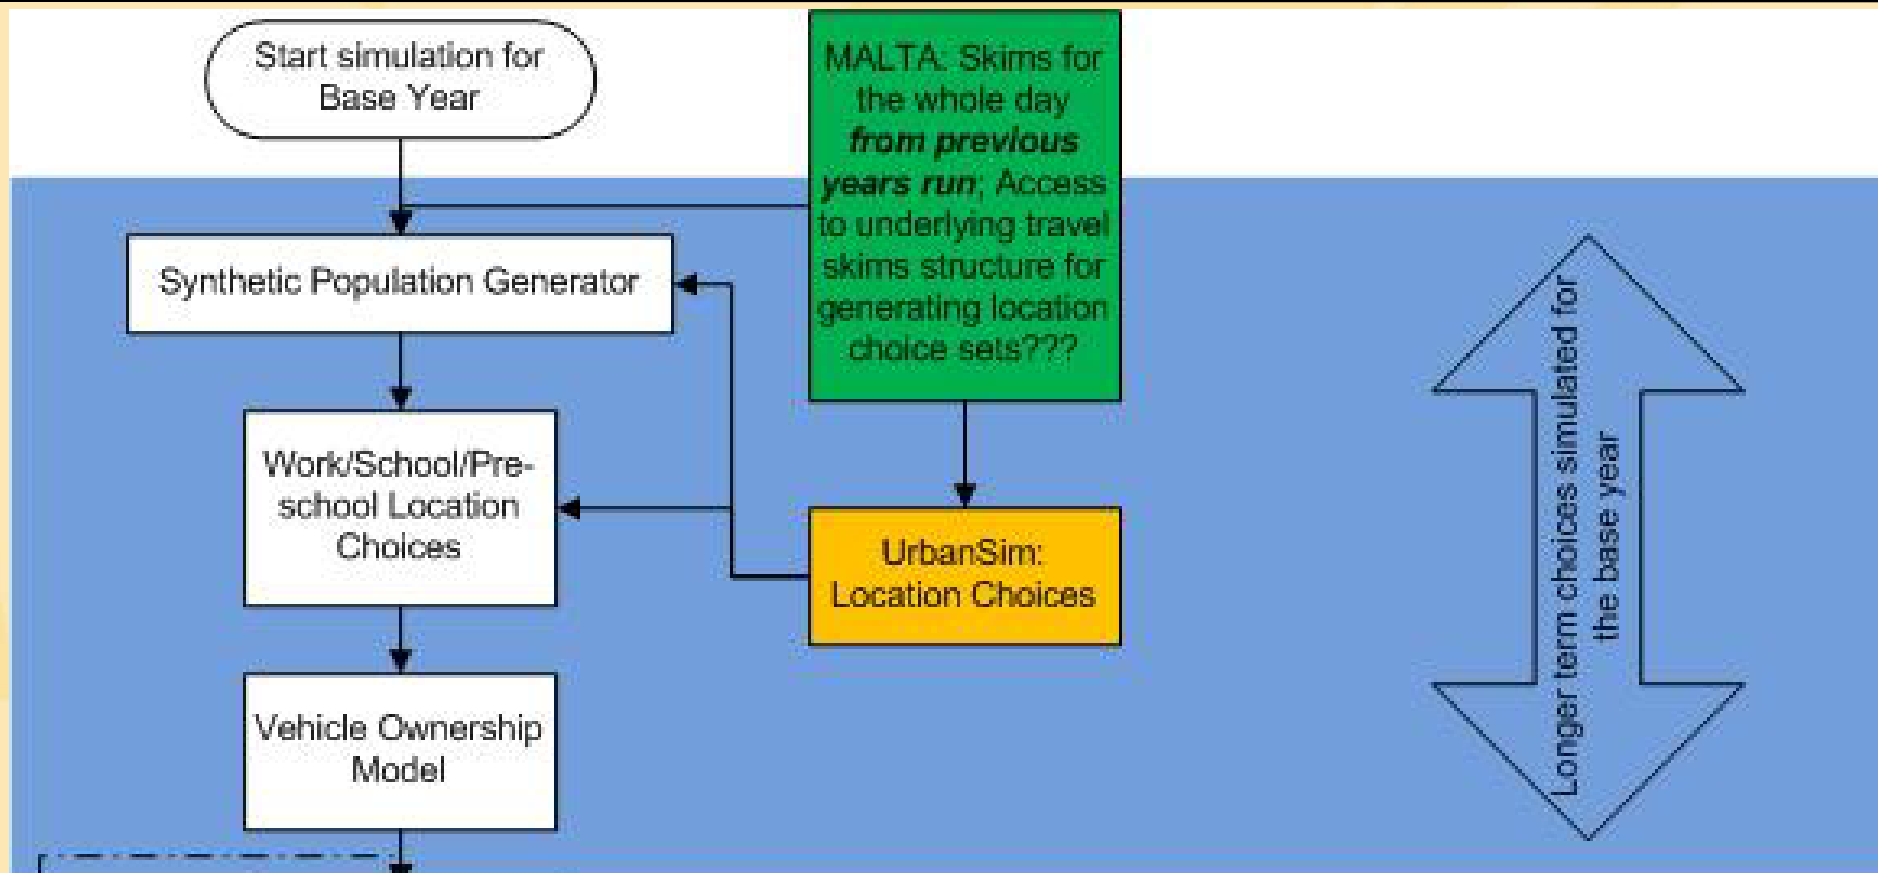 Start simulation for
Base Year
MALTA: Skims for
the whole day
from previous
years run; Access
to underlying travel
skims structure for
generating location
choice sets???
Synthetic Population Generator
Work/School/Pre-
school Location
Choices
UrbanSim:
Location Choices
Vehicle Ownership
Model
Longer term choices simulated for
the base year